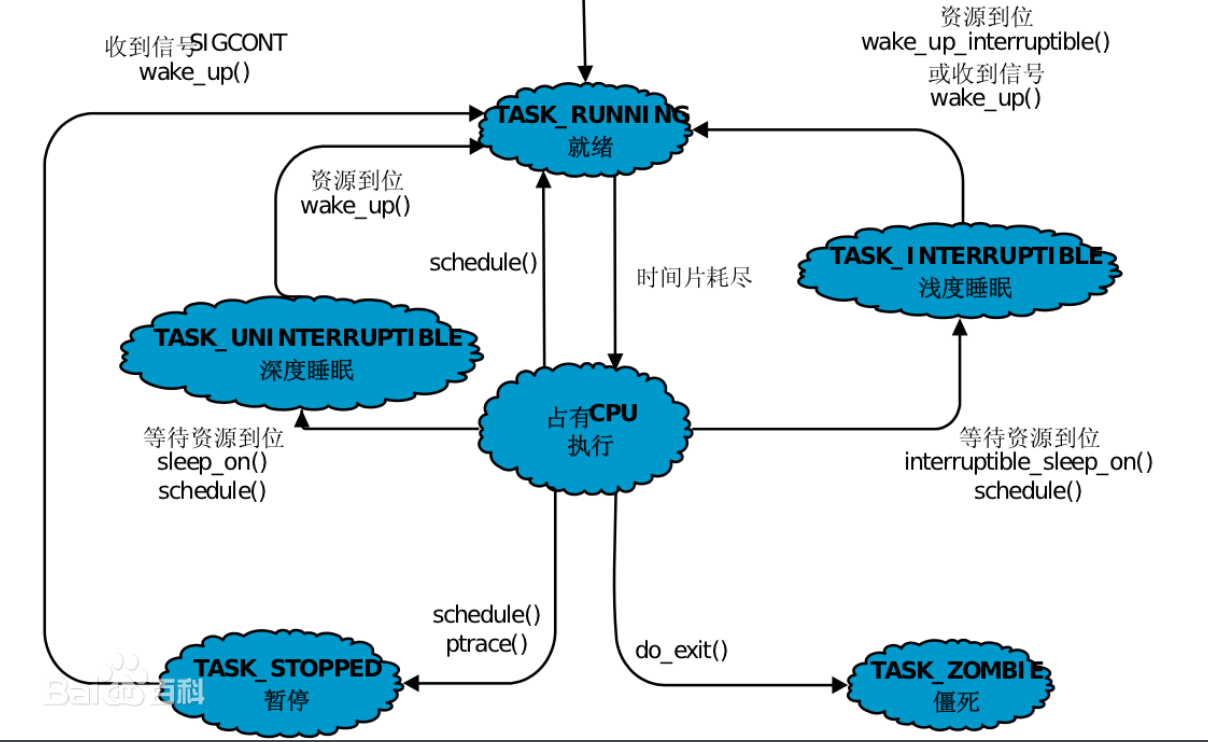 收到信号SIGCONT
wake_up()
资源到位
wake_up_interruptible()
或收到信号
wake_up()
TASK_RUNNING
就绪
资源到位
wake_up()
schedule()
时间片耗尽
TASK_INTERRUPTIBLE
浅度睡眠
TASK_UNINTERRUPTIBLE
深度睡眠
占有CPU
执行
等待资源到位
sleep_on()
schedule()
等待资源到位
interruptible_sleep_on()
schedule()
schedule()
ptrace()
do_exit()
TASK_STOPPED
暂停
TASK_ZOMBIE
僵死
Baidu百科